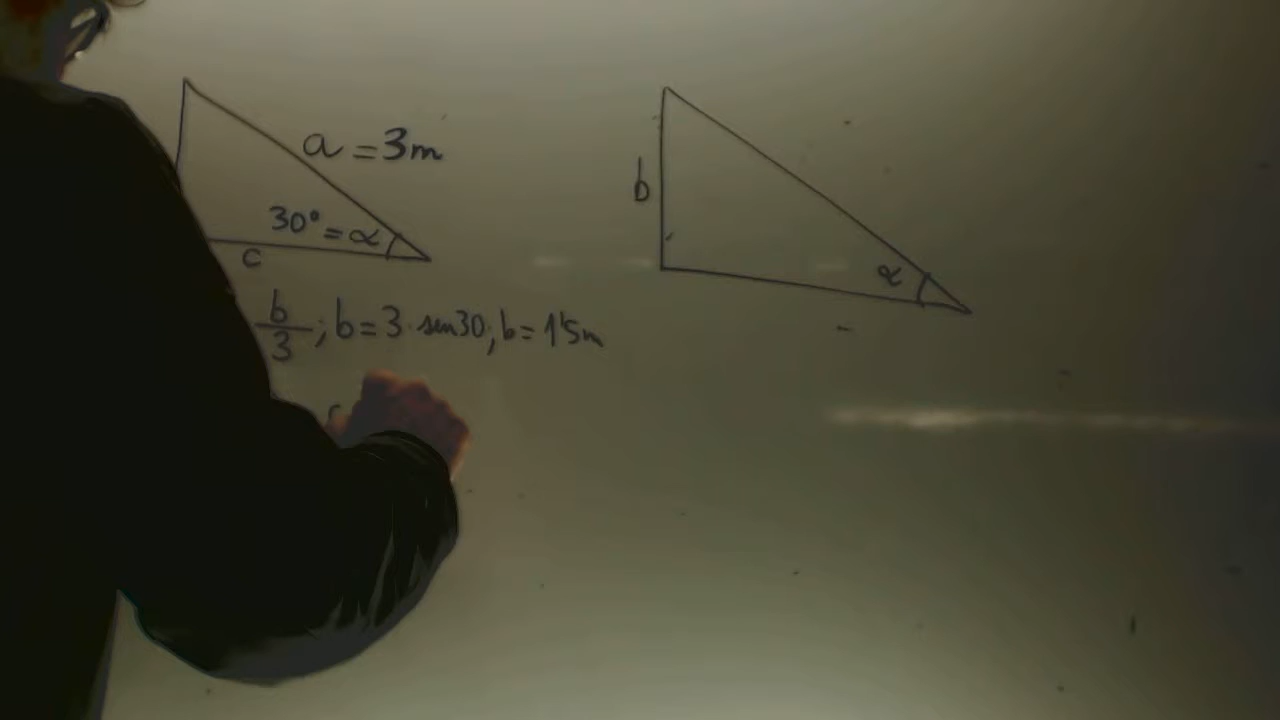 a = 3m
30° = α
c
b/3 ; b = 3 · sen30; b = 1'5m
b
α